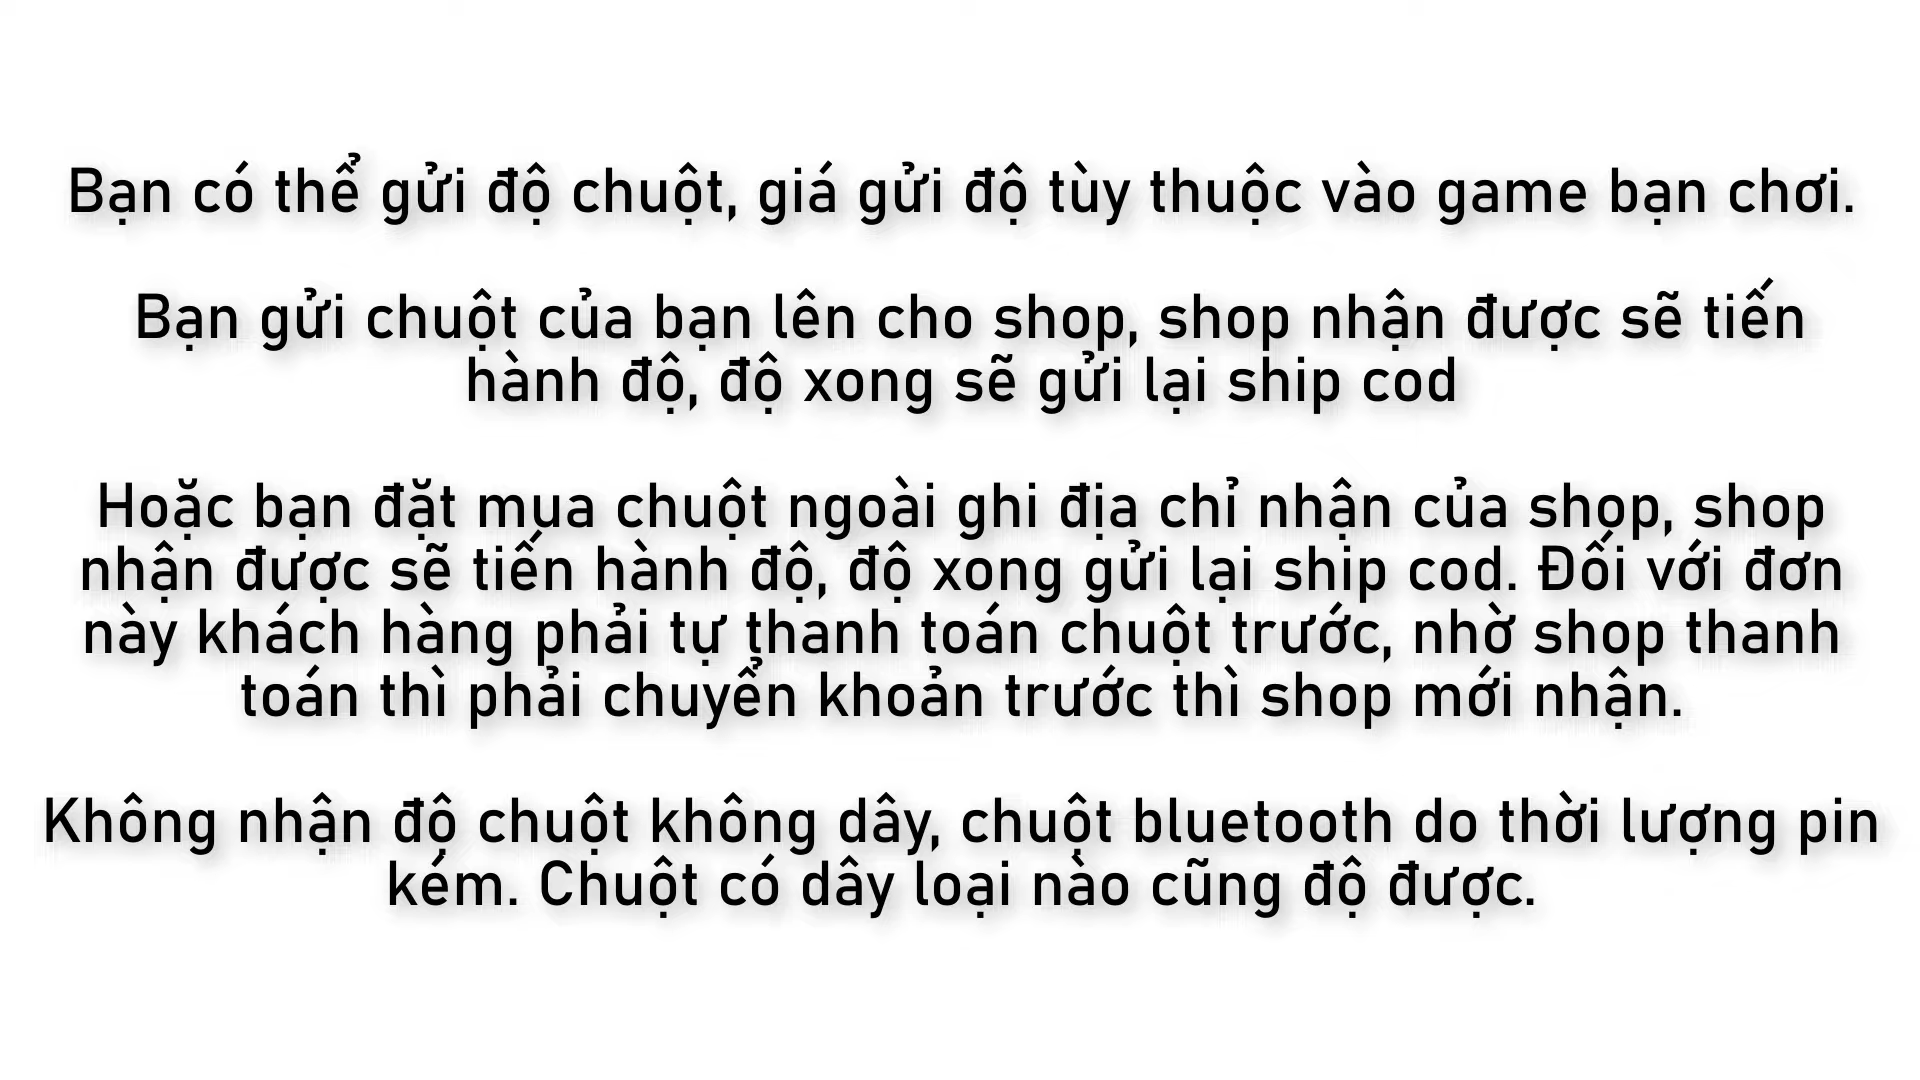 Bạn có thể gửi độ chuột, giá gửi độ tùy thuộc vào game bạn chơi.
Bạn gửi chuột của bạn lên cho shop, shop nhận được sẽ tiến
hành độ, độ xong sẽ gửi lại ship cod
Hoặc bạn đặt mua chuột ngoài ghi địa chỉ nhận của shop, shop
nhận được sẽ tiến hành độ, độ xong gửi lại ship cod. Đối với đơn
này khách hàng phải tự thanh toán chuột trước, nhờ shop thanh
toán thì phải chuyển khoản trước thì shop mới nhận.
Không nhận độ chuột không dây, chuột bluetooth do thời lượng pin
kém. Chuột có dây loại nào cũng độ được.